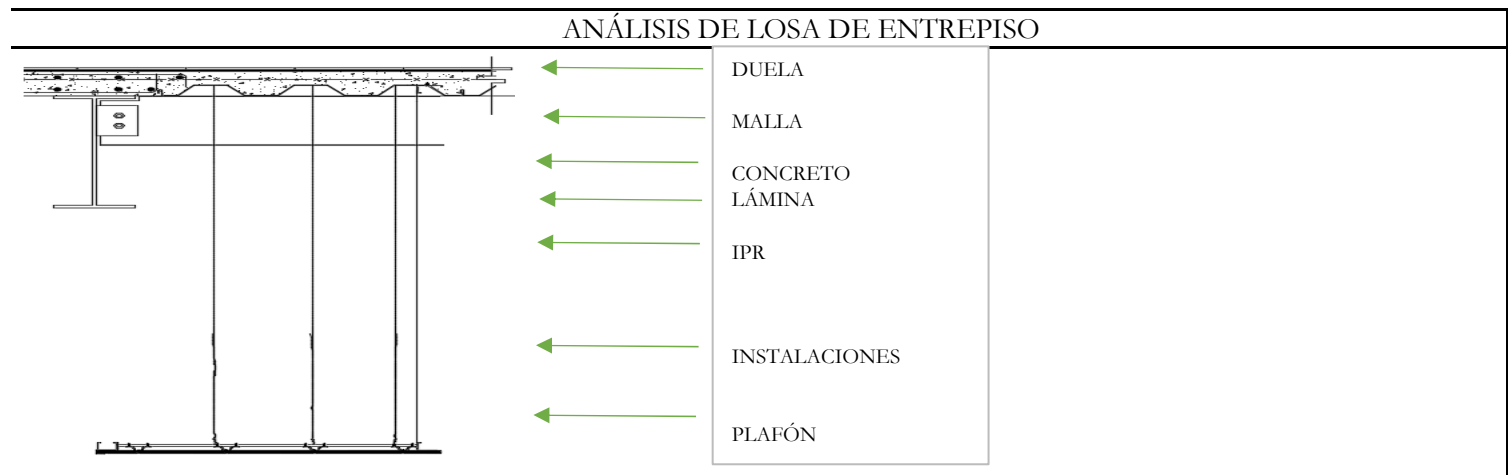 ANÁLISIS DE LOSA DE ENTREPISO
DUELA
MALLA
CONCRETO
LÁMINA
IPR
INSTALACIONES
PLAFÓN